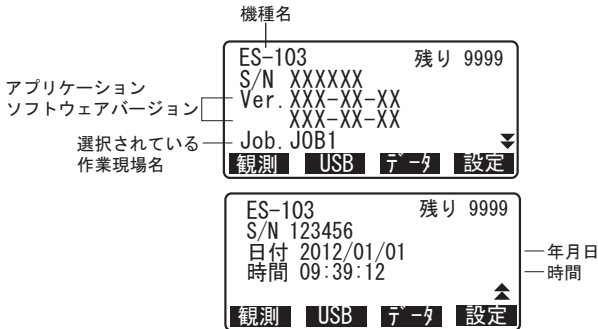 機種名
ES-103 残り 9999
S/N XXXXXX
アプリケーション
ソフトウェアバージョン
Ver.XXX-XX-XX
XXX-XX-XX
選択されている
作業現場名
Job.JOB1
観測 USB データ 設定
ES-103 残り 9999
S/N 123456
日付 2012/01/01
年月日
時間 09:39:12
時間
観測 USB データ 設定